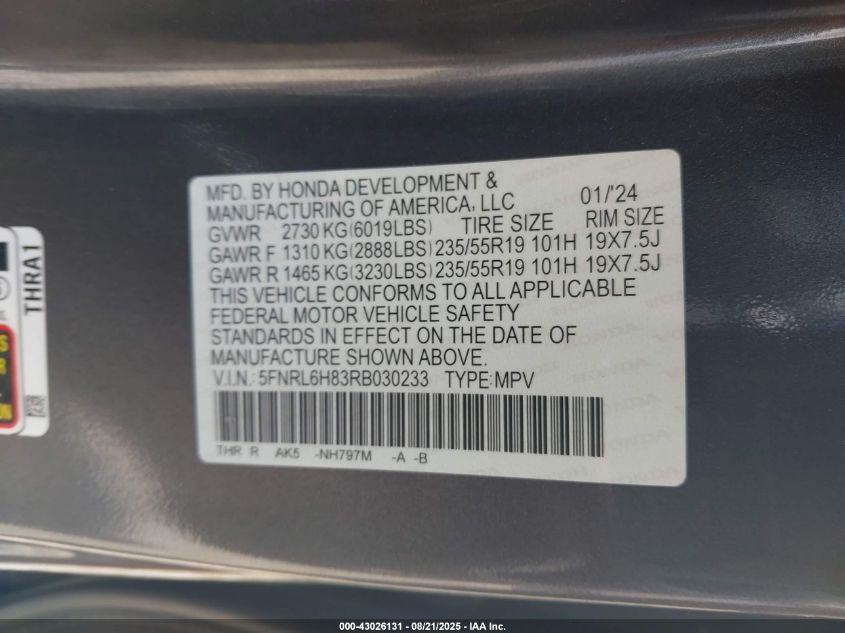 MFD. BY HONDA DEVELOPMENT &
MANUFACTURING OF AMERICA, LLC 01/'24
GVWR 2730 KG(6019LBS) TIRE SIZE RIM SIZE
GAWR F 1310 KG(2888LBS) 235/55R19 101H 19X7.5J
GAWR R 1465 KG(3230LBS) 235/55R19 101H 19X7.5J
THIS VEHICLE CONFORMS TO ALL APPLICABLE
FEDERAL MOTOR VEHICLE SAFETY
STANDARDS IN EFFECT ON THE DATE OF
MANUFACTURE SHOWN ABOVE.
V.I.N.: 5FNRL6H83RB030233 TYPE: MPV
THR R AK5 -NH797M -A -B
THRA1
000-43026131 - 08/21/2025 - IAA Inc.